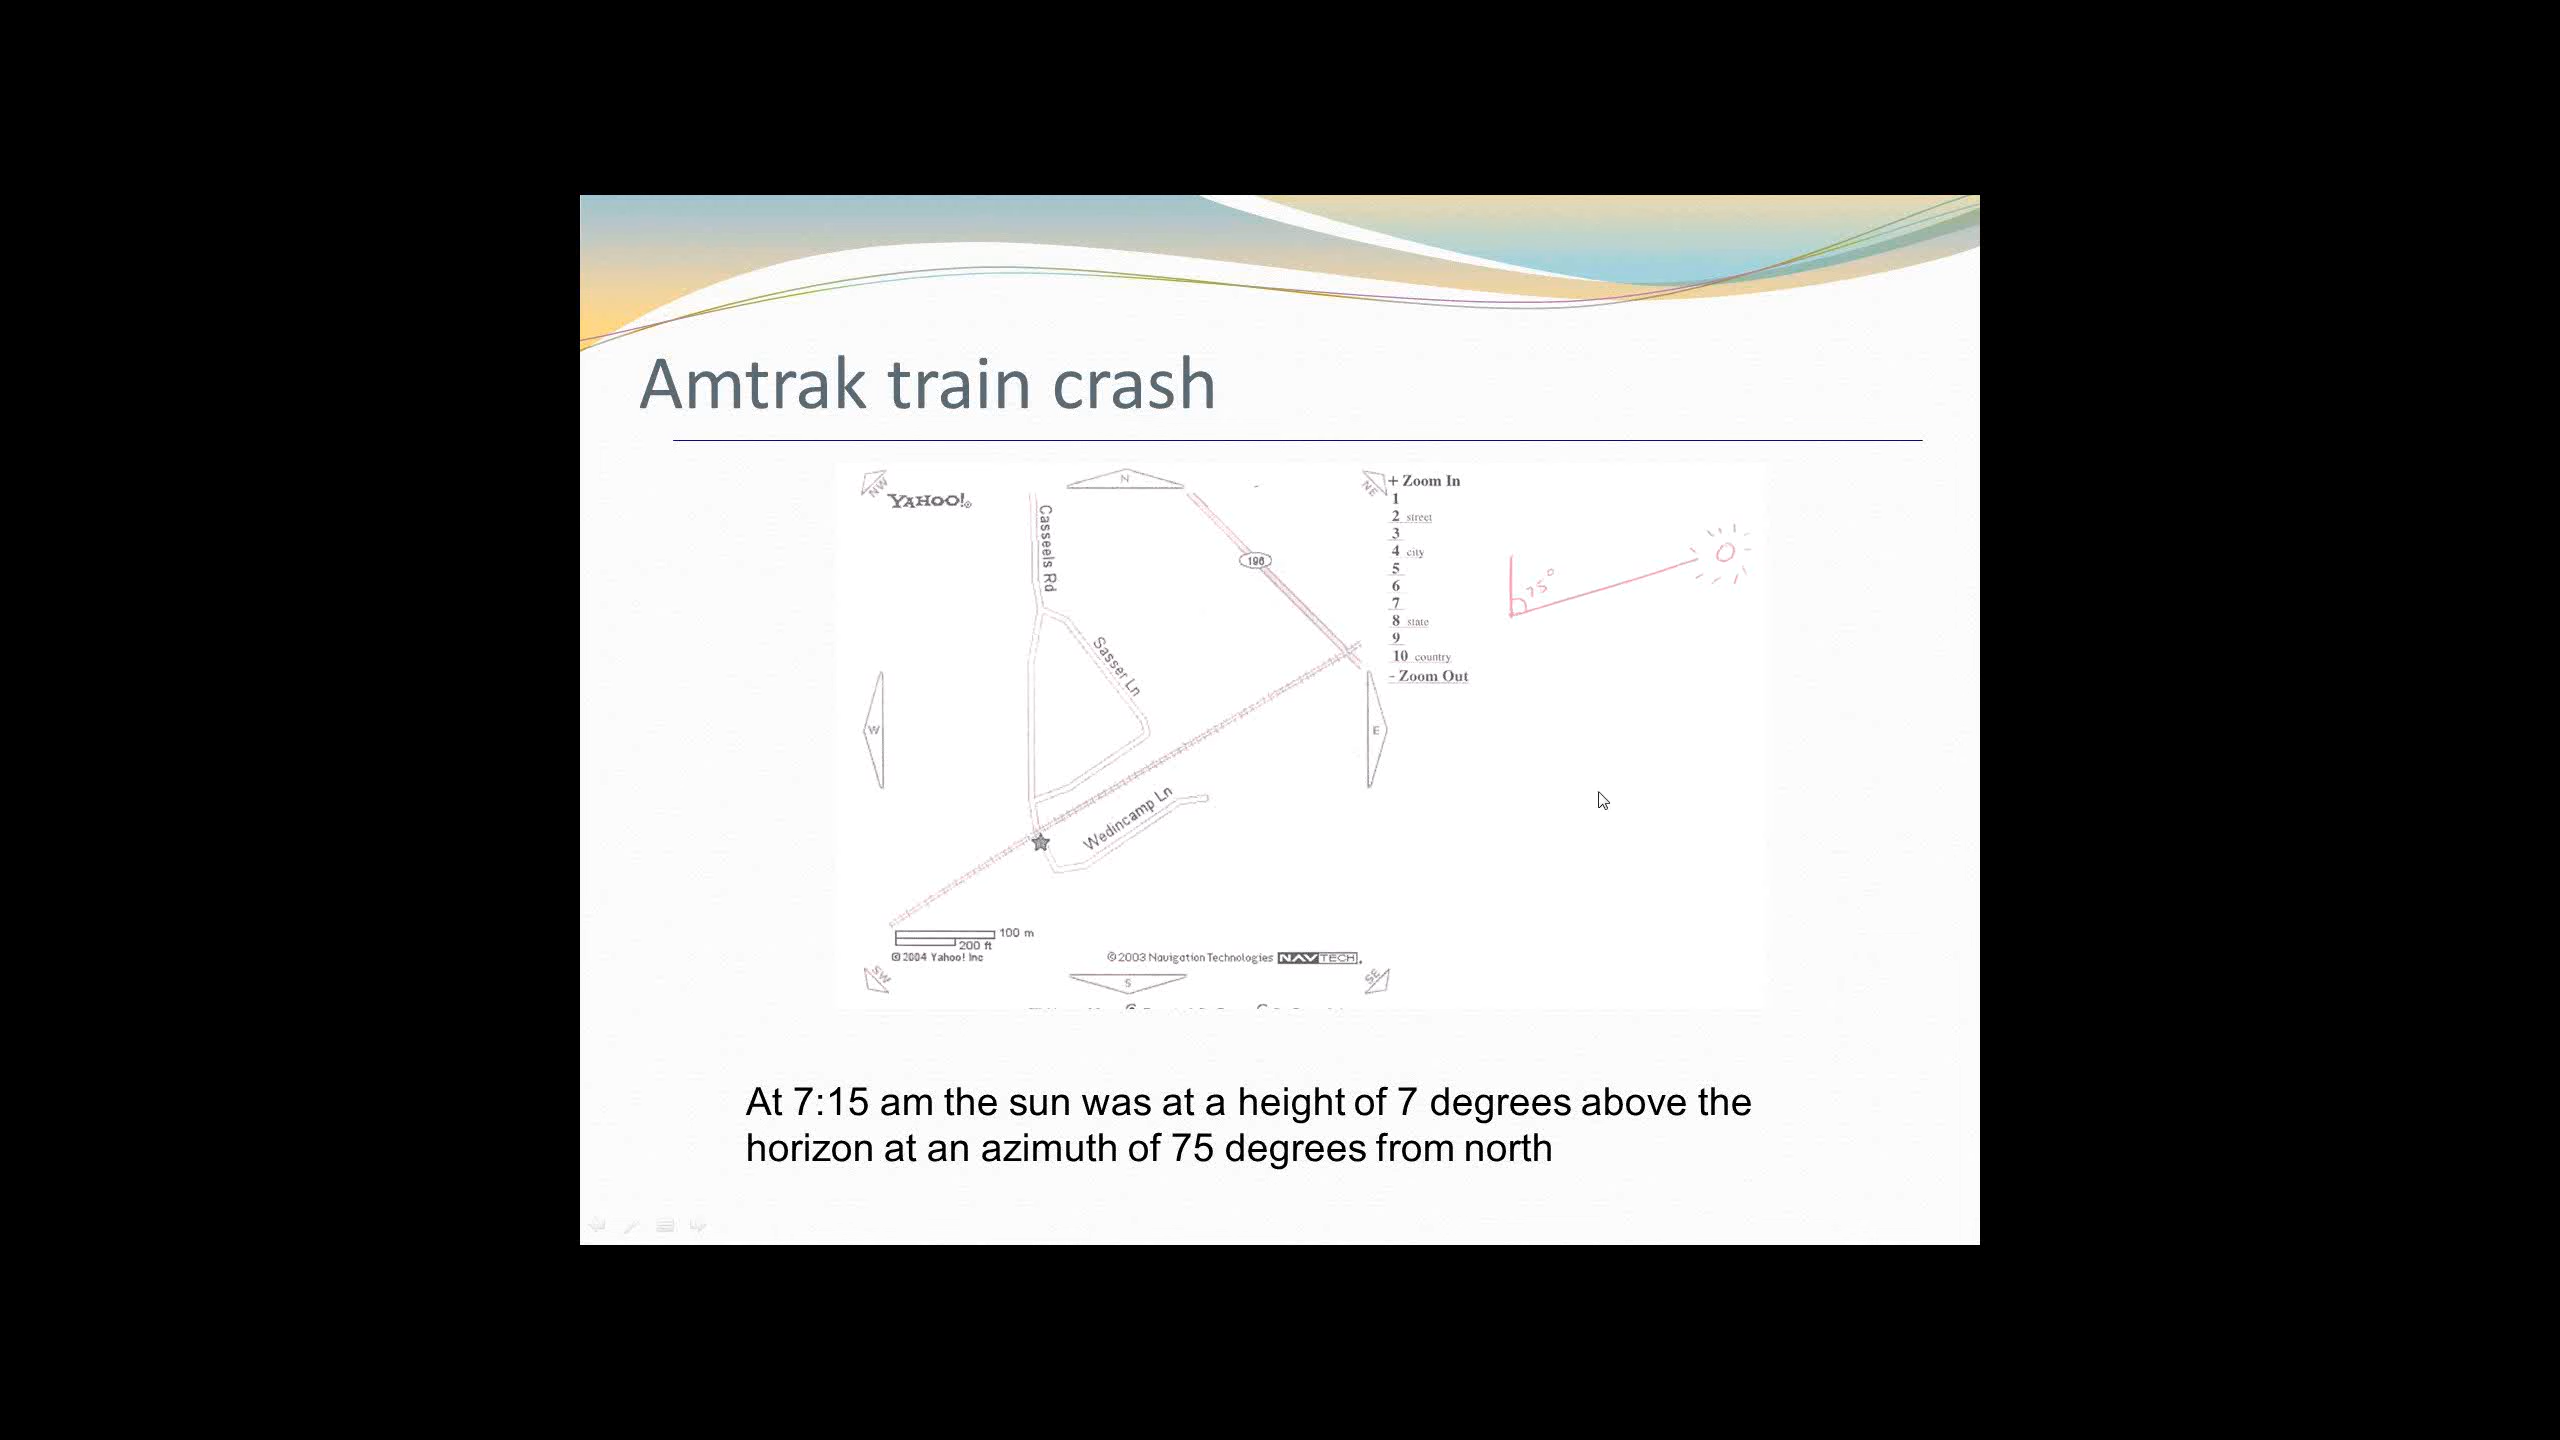 Amtrak train crash
NW
N
NE
YAHOO!
Casseels Rd
198
Sasser Ln
W
E
Wedincamp Ln
100 m
200 ft
© 2004 Yahoo! Inc
© 2003 Navigation Technologies NAVTECH
SW
S
SE
+ Zoom In
1
2 street
3
4 city
5
6
7
8 state
9
10 country
- Zoom Out
75°
At 7:15 am the sun was at a height of 7 degrees above the
horizon at an azimuth of 75 degrees from north